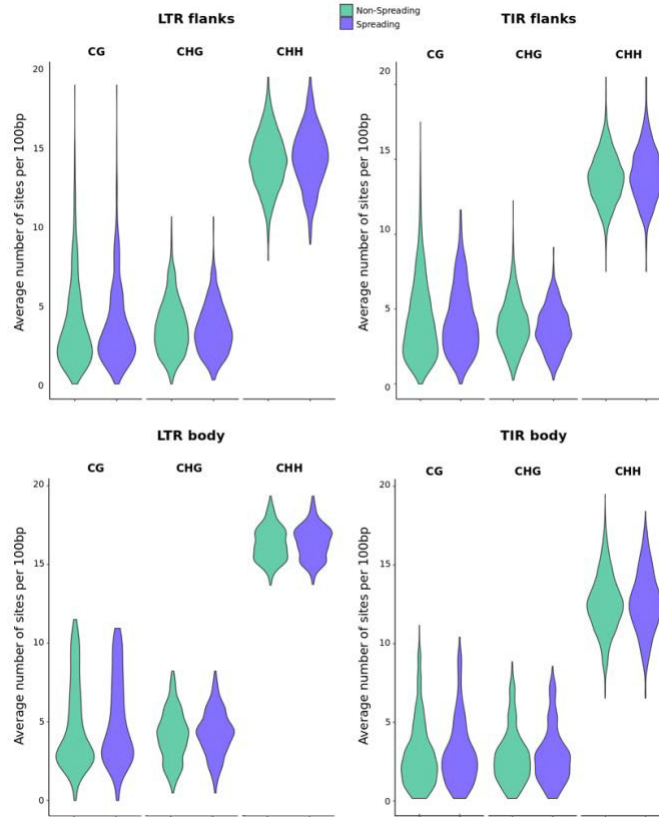 LTR flanks
Non-Spreading
Spreading
TIR flanks
CG CHG CHH
CG CHG CHH
Average number of sites per 100bp
20
15
10
5
0
Average number of sites per 100bp
20
15
10
5
0
LTR body
TIR body
CG CHG CHH
CG CHG CHH
Average number of sites per 100bp
20
15
10
5
0
Average number of sites per 100bp
20
15
10
5
0